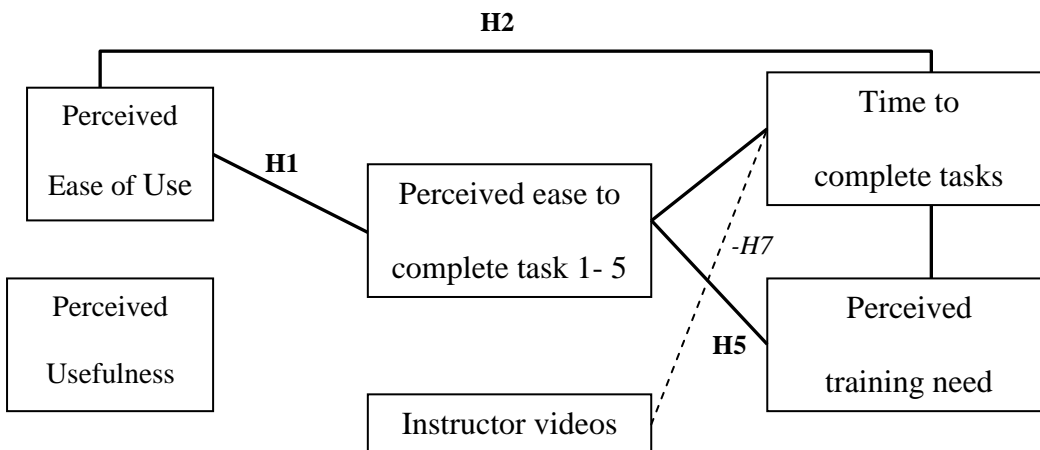 H2
Perceived
Ease of Use
H1
Perceived ease to
complete task 1- 5
Time to
complete tasks
-H7
Perceived
Usefulness
H5
Perceived
training need
Instructor videos